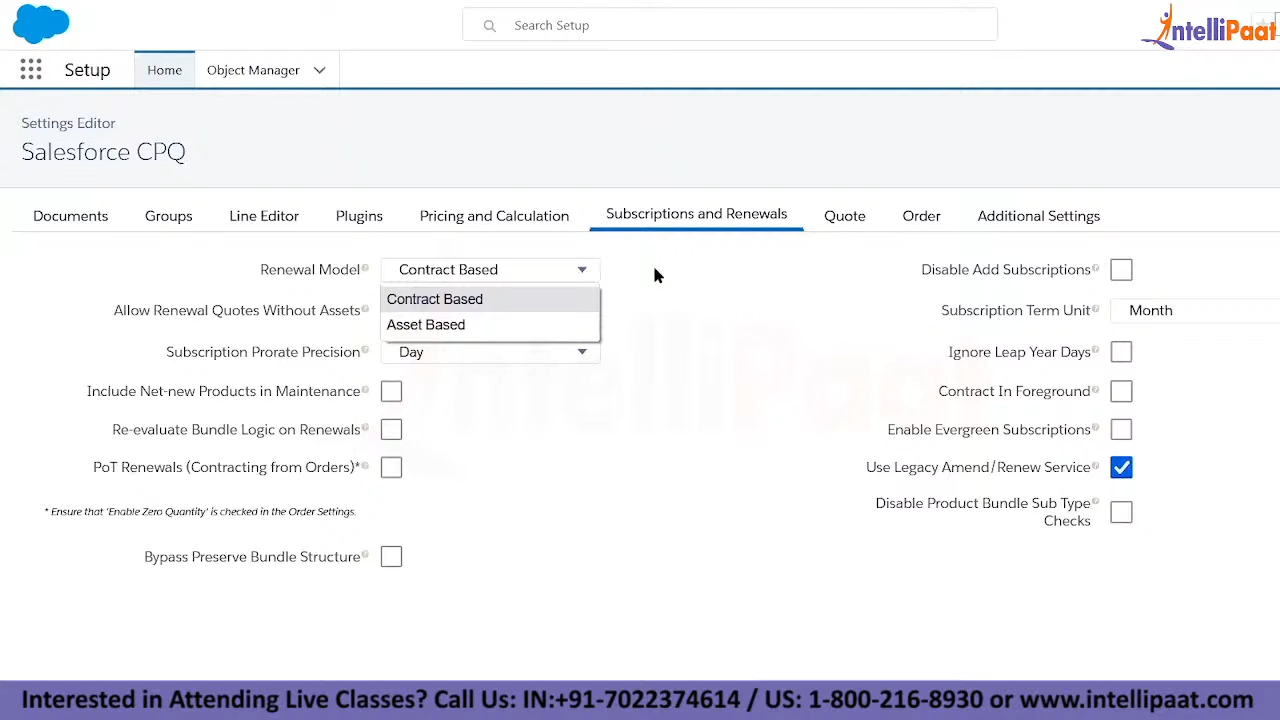 Search Setup
IntelliPaat
Setup
Home
Object Manager
Settings Editor
Salesforce CPQ
Documents
Groups
Line Editor
Plugins
Pricing and Calculation
Subscriptions and Renewals
Quote
Order
Additional Settings
Renewal Model
Contract Based
Contract Based
Asset Based
Allow Renewal Quotes Without Assets
Subscription Prorate Precision
Day
Include Net-new Products in Maintenance
Re-evaluate Bundle Logic on Renewals
PoT Renewals (Contracting from Orders)*
* Ensure that 'Enable Zero Quantity' is checked in the Order Settings.
Bypass Preserve Bundle Structure
Disable Add Subscriptions
Subscription Term Unit
Month
Ignore Leap Year Days
Contract In Foreground
Enable Evergreen Subscriptions
Use Legacy Amend/Renew Service
Disable Product Bundle Sub Type
Checks
IntelliPaat
Interested in Attending Live Classes? Call Us: IN:+91-7022374614 / US: 1-800-216-8930 or www.intellipaat.com